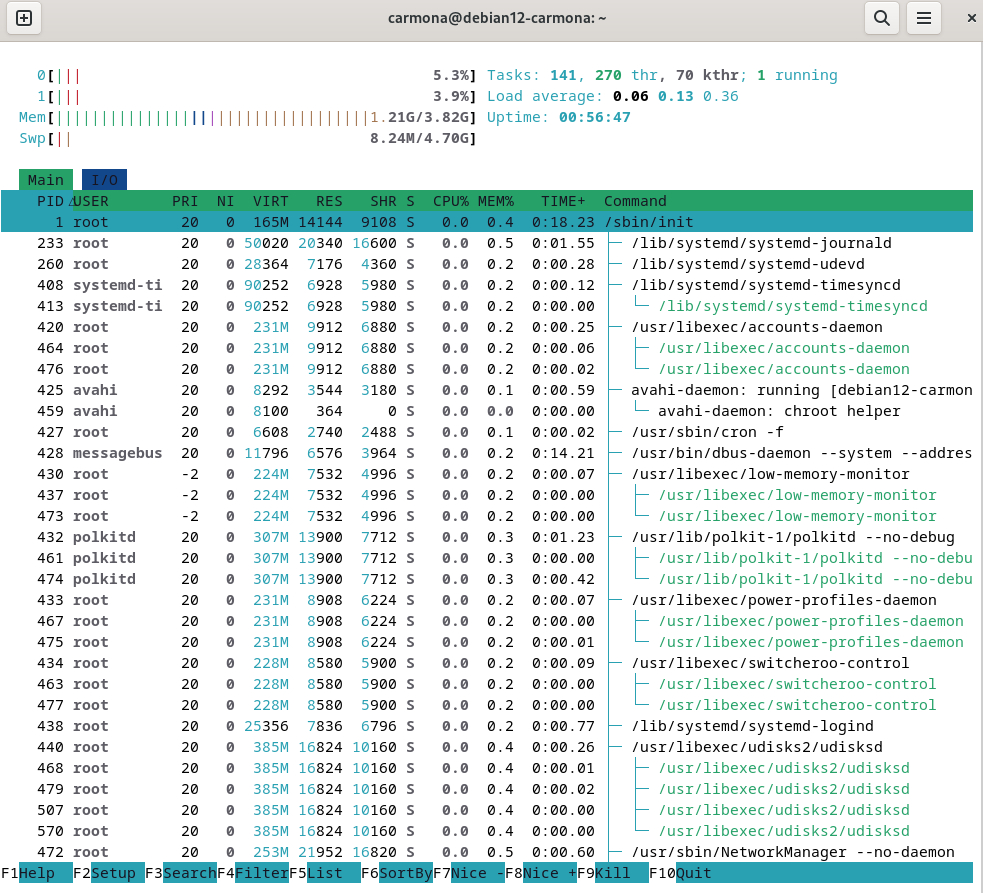 carmona@debian12-carmona: ~
0[||| 5.3%] Tasks: 141, 270 thr, 70 kthr; 1 running
1[||| 3.9%] Load average: 0.06 0.13 0.36
Mem[|||||||||||||||||||||||||||||||||||1.21G/3.82G] Uptime: 00:56:47
Swp[|| 8.24M/4.70G]
Main I/O
PID△USER PRI NI VIRT RES SHR S CPU% MEM% TIME+ Command
1 root 20 0 165M 14144 9108 S 0.0 0.4 0:18.23 /sbin/init
233 root 20 0 50020 20340 16600 S 0.0 0.5 0:01.55 ├─ /lib/systemd/systemd-journald
260 root 20 0 28364 7176 4360 S 0.0 0.2 0:00.28 ├─ /lib/systemd/systemd-udevd
408 systemd-ti 20 0 90252 6928 5980 S 0.0 0.2 0:00.12 ├─ /lib/systemd/systemd-timesyncd
413 systemd-ti 20 0 90252 6928 5980 S 0.0 0.2 0:00.00 │ └─ /lib/systemd/systemd-timesyncd
420 root 20 0 231M 9912 6880 S 0.0 0.2 0:00.25 ├─ /usr/libexec/accounts-daemon
464 root 20 0 231M 9912 6880 S 0.0 0.2 0:00.06 │ ├─ /usr/libexec/accounts-daemon
476 root 20 0 231M 9912 6880 S 0.0 0.2 0:00.02 │ └─ /usr/libexec/accounts-daemon
425 avahi 20 0 8292 3544 3180 S 0.0 0.1 0:00.59 ├─ avahi-daemon: running [debian12-carmon
459 avahi 20 0 8100 364 0 S 0.0 0.0 0:00.00 │ └─ avahi-daemon: chroot helper
427 root 20 0 6608 2740 2488 S 0.0 0.1 0:00.02 ├─ /usr/sbin/cron -f
428 messagebus 20 0 11796 6576 3964 S 0.0 0.2 0:14.21 ├─ /usr/bin/dbus-daemon --system --addres
430 root -2 0 224M 7532 4996 S 0.0 0.2 0:00.07 ├─ /usr/libexec/low-memory-monitor
437 root -2 0 224M 7532 4996 S 0.0 0.2 0:00.00 │ ├─ /usr/libexec/low-memory-monitor
473 root -2 0 224M 7532 4996 S 0.0 0.2 0:00.00 │ └─ /usr/libexec/low-memory-monitor
432 polkitd 20 0 307M 13900 7712 S 0.0 0.3 0:01.23 ├─ /usr/lib/polkit-1/polkitd --no-debug
461 polkitd 20 0 307M 13900 7712 S 0.0 0.3 0:00.00 │ ├─ /usr/lib/polkit-1/polkitd --no-debu
474 polkitd 20 0 307M 13900 7712 S 0.0 0.3 0:00.42 │ └─ /usr/lib/polkit-1/polkitd --no-debu
433 root 20 0 231M 8908 6224 S 0.0 0.2 0:00.07 ├─ /usr/libexec/power-profiles-daemon
467 root 20 0 231M 8908 6224 S 0.0 0.2 0:00.00 │ ├─ /usr/libexec/power-profiles-daemon
475 root 20 0 231M 8908 6224 S 0.0 0.2 0:00.01 │ └─ /usr/libexec/power-profiles-daemon
434 root 20 0 228M 8580 5900 S 0.0 0.2 0:00.09 ├─ /usr/libexec/switcheroo-control
463 root 20 0 228M 8580 5900 S 0.0 0.2 0:00.00 │ ├─ /usr/libexec/switcheroo-control
477 root 20 0 228M 8580 5900 S 0.0 0.2 0:00.00 │ └─ /usr/libexec/switcheroo-control
438 root 20 0 25356 7836 6796 S 0.0 0.2 0:00.77 ├─ /lib/systemd/systemd-logind
440 root 20 0 385M 16824 10160 S 0.0 0.4 0:00.26 ├─ /usr/libexec/udisks2/udisksd
468 root 20 0 385M 16824 10160 S 0.0 0.4 0:00.01 │ ├─ /usr/libexec/udisks2/udisksd
479 root 20 0 385M 16824 10160 S 0.0 0.4 0:00.02 │ ├─ /usr/libexec/udisks2/udisksd
507 root 20 0 385M 16824 10160 S 0.0 0.4 0:00.00 │ ├─ /usr/libexec/udisks2/udisksd
570 root 20 0 385M 16824 10160 S 0.0 0.4 0:00.00 │ └─ /usr/libexec/udisks2/udisksd
472 root 20 0 253M 21952 16820 S 0.0 0.5 0:00.60 ├─ /usr/sbin/NetworkManager --no-daemon
F1Help F2Setup F3SearchF4FilterF5List F6SortByF7Nice -F8Nice +F9Kill F10Quit